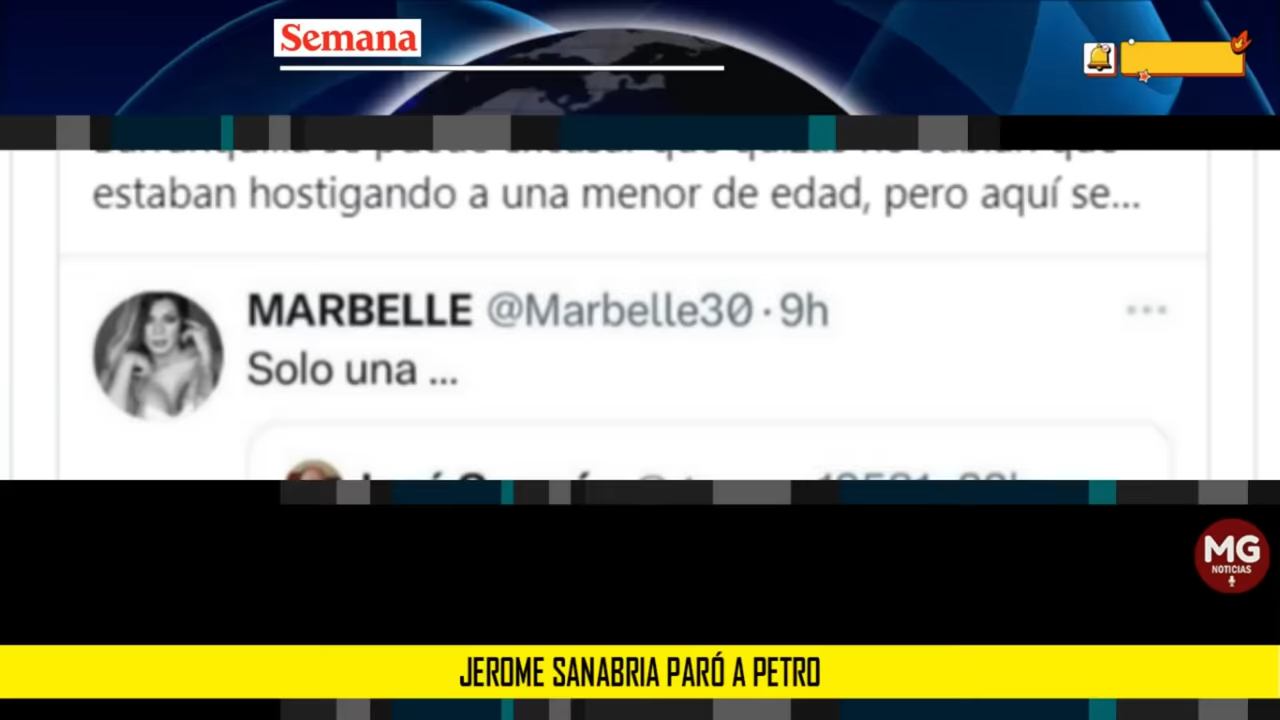 Semana
estaban hostigando a una menor de edad, pero aquí se...
MARBELLE @Marbelle30 · 9h
Solo una ...
MG
NOTICIAS
JEROME SANABRIA PARÓ A PETRO